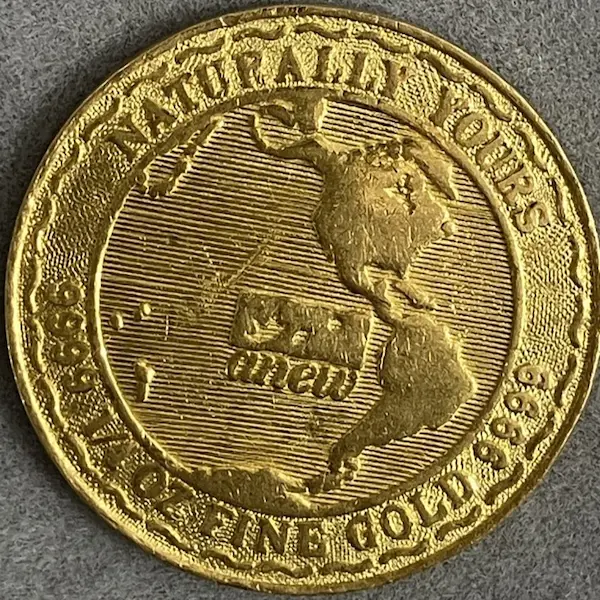 NATURALLY YOURS
anew
9999 1/4 OZ FINE GOLD 9999